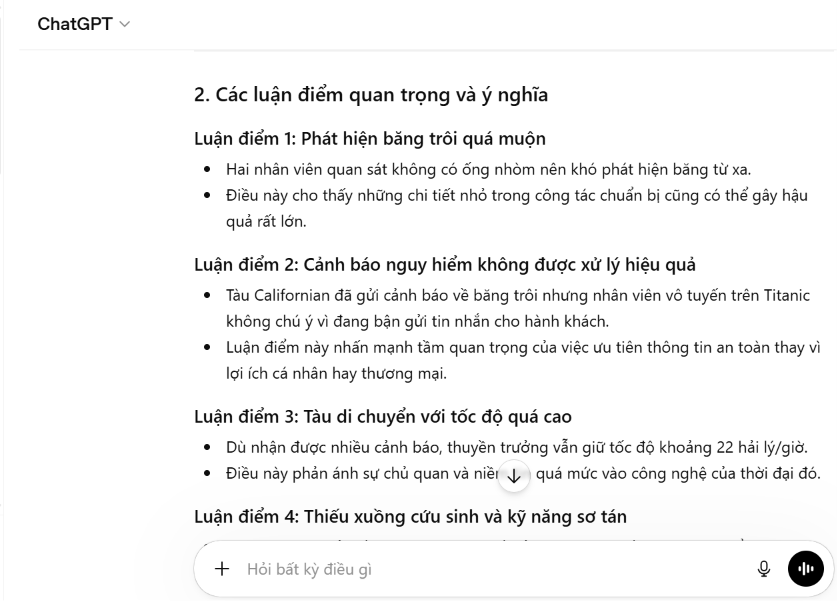 ChatGPT
2. Các luận điểm quan trọng và ý nghĩa
Luận điểm 1: Phát hiện băng trôi quá muộn
Hai nhân viên quan sát không có ống nhòm nên khó phát hiện băng từ xa.
Điều này cho thấy những chi tiết nhỏ trong công tác chuẩn bị cũng có thể gây hậu
quả rất lớn.
Luận điểm 2: Cảnh báo nguy hiểm không được xử lý hiệu quả
Tàu Californian đã gửi cảnh báo về băng trôi nhưng nhân viên vô tuyến trên Titanic
không chú ý vì đang bận gửi tin nhắn cho hành khách.
Luận điểm này nhấn mạnh tầm quan trọng của việc ưu tiên thông tin an toàn thay vì
lợi ích cá nhân hay thương mại.
Luận điểm 3: Tàu di chuyển với tốc độ quá cao
Dù nhận được nhiều cảnh báo, thuyền trưởng vẫn giữ tốc độ khoảng 22 hải lý/giờ.
Điều này phản ánh sự chủ quan và quá mức vào công nghệ của thời đại đó.
Luận điểm 4: Thiếu xuồng cứu sinh và kỹ năng sơ tán
Hỏi bất kỳ điều gì